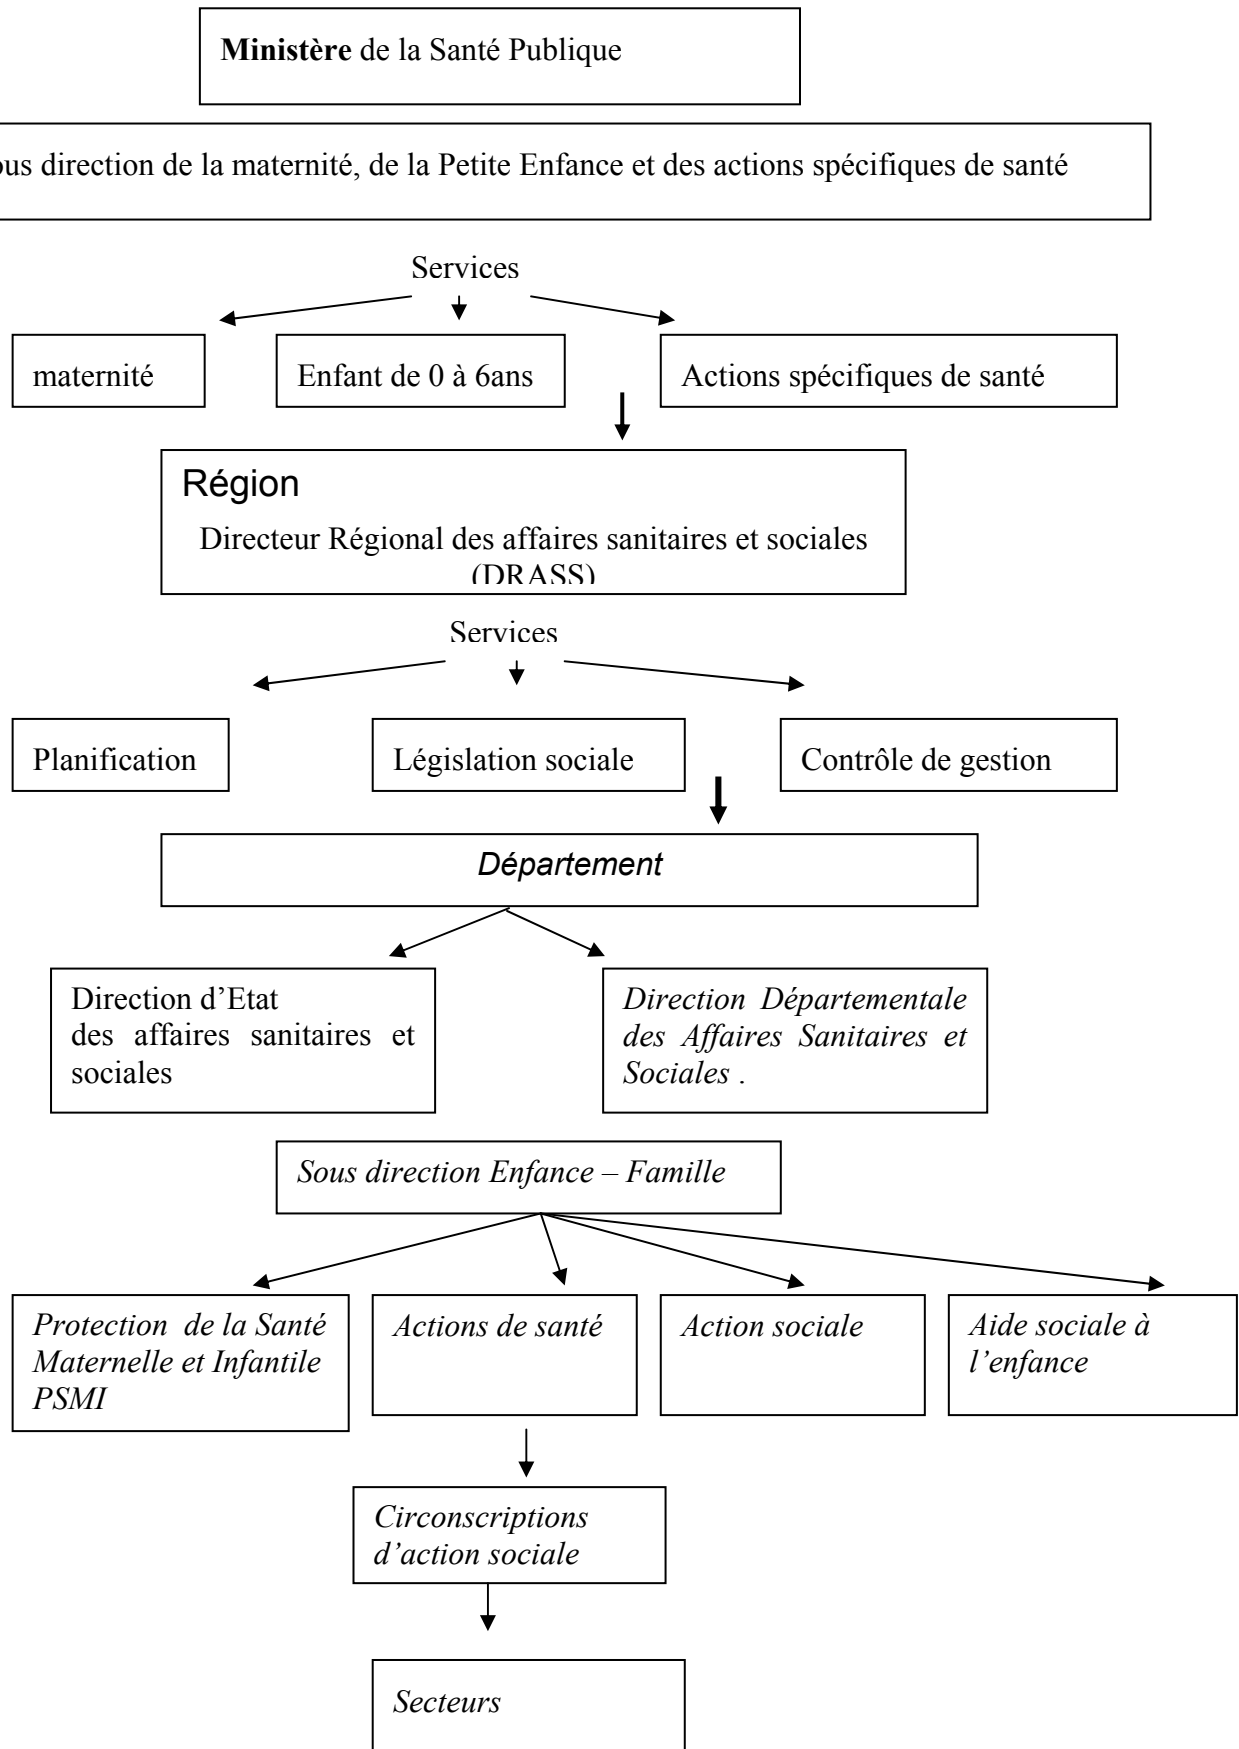 Ministère de la Santé Publique
ous direction de la maternité, de la Petite Enfance et des actions spécifiques de santé
Services
maternité
Enfant de 0 à 6ans
Actions spécifiques de santé
Région
Directeur Régional des affaires sanitaires et sociales
(DRASS)
Services
Planification
Législation sociale
Contrôle de gestion
Département
Direction d’Etat
des affaires sanitaires et
sociales
Direction Départementale
des Affaires Sanitaires et
Sociales .
Sous direction Enfance – Famille
Protection de la Santé
Maternelle et Infantile
PSMI
Actions de santé
Action sociale
Aide sociale à
l’enfance
Circonscriptions
d’action sociale
Secteurs